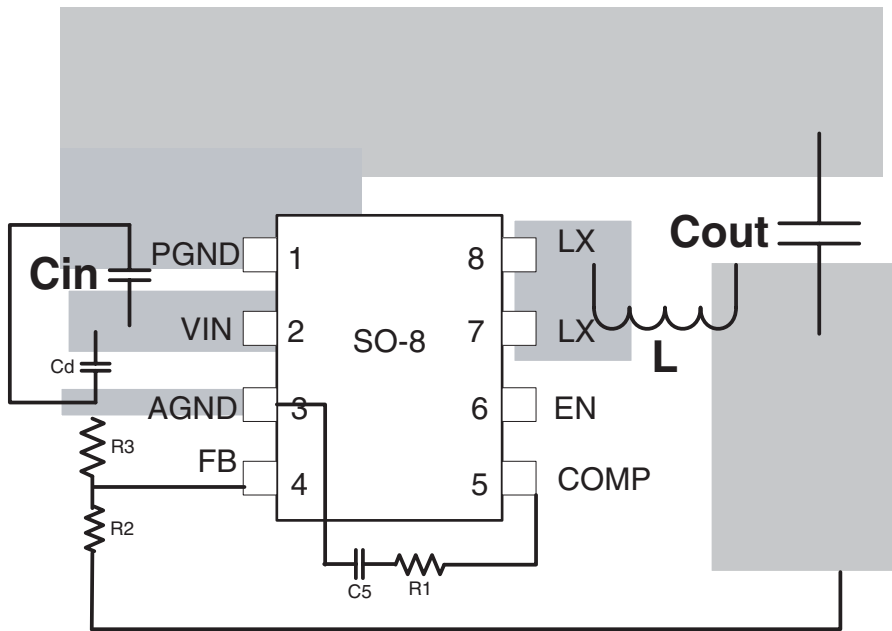 Cin
PGND
1
8
LX
Cout
VIN
2
SO-8
7
LX
L
Cd
AGND
3
6
EN
R3
FB
4
5
COMP
R2
C5
R1